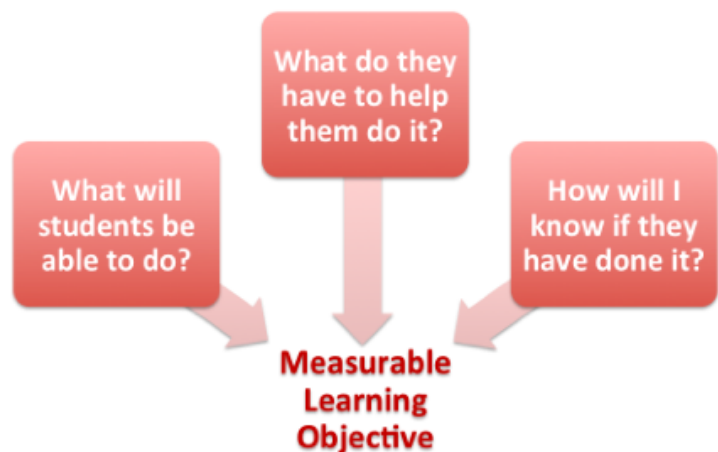 What will
students be
able to do?
What do they
have to help
them do it?
How will I
know if they
have done it?
Measurable
Learning
Objective